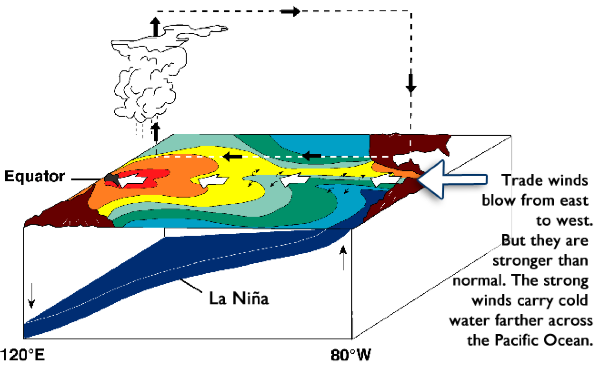 Equator
Trade winds
blow from east
to west.
But they are
stronger than
normal. The strong
winds carry cold
water farther across
the Pacific Ocean.
La Niña
120°E
80°W